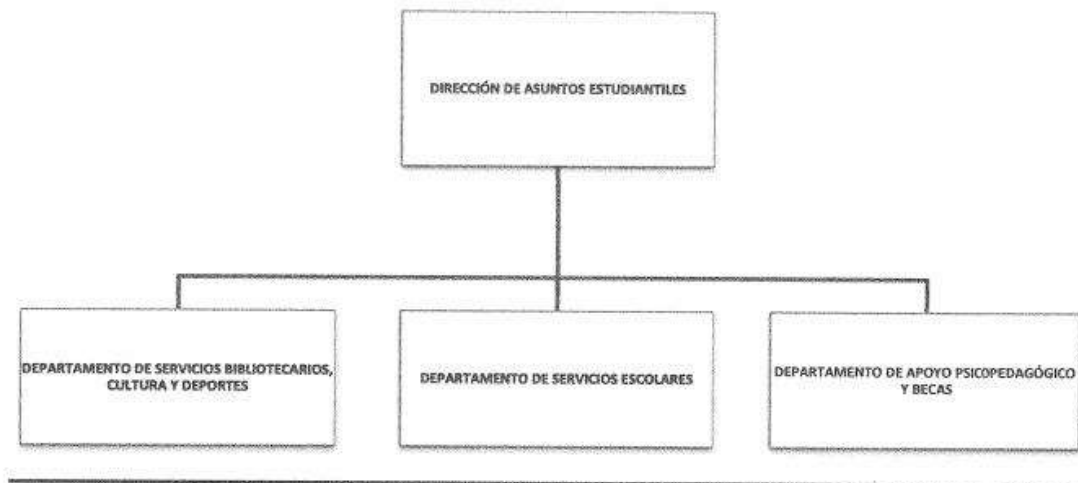 DIRECCIÓN DE ASUNTOS ESTUDIANTILES
DEPARTAMENTO DE SERVICIOS BIBLIOTECARIOS,
CULTURA Y DEPORTES
DEPARTAMENTO DE SERVICIOS ESCOLARES
DEPARTAMENTO DE APOYO PSICOPEDAGÓGICO
Y BECAS